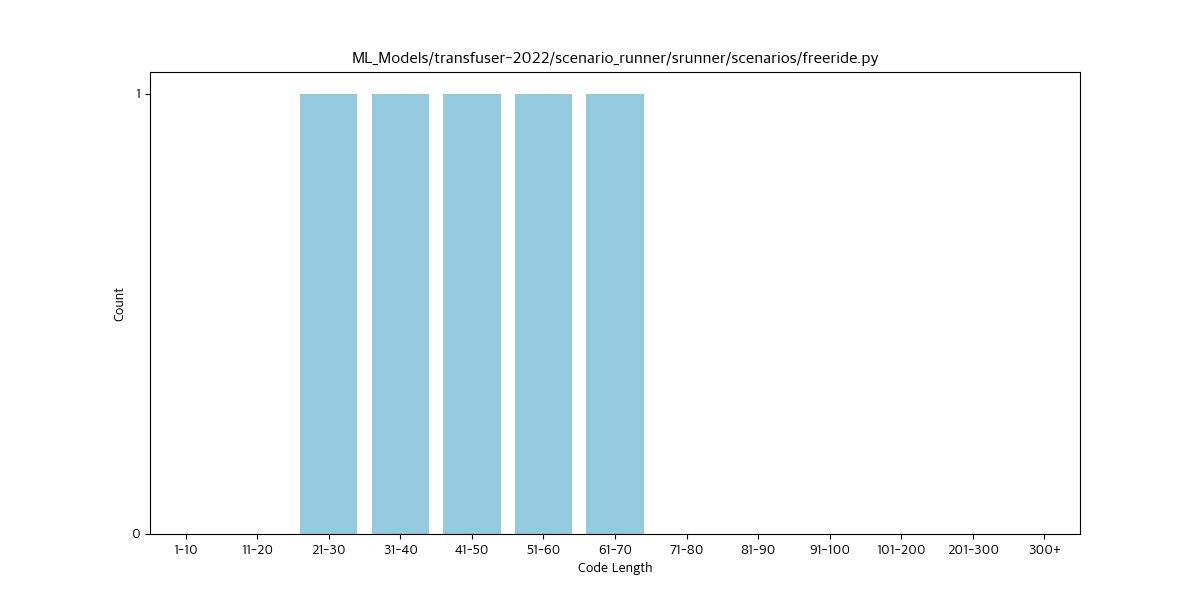 ML_Models/transfuser-2022/scenario_runner/srunner/scenarios/freeride.py
1
Count
0
1-10 11-20 21-30 31-40 41-50 51-60 61-70 71-80 81-90 91-100 101-200 201-300 300+
Code Length